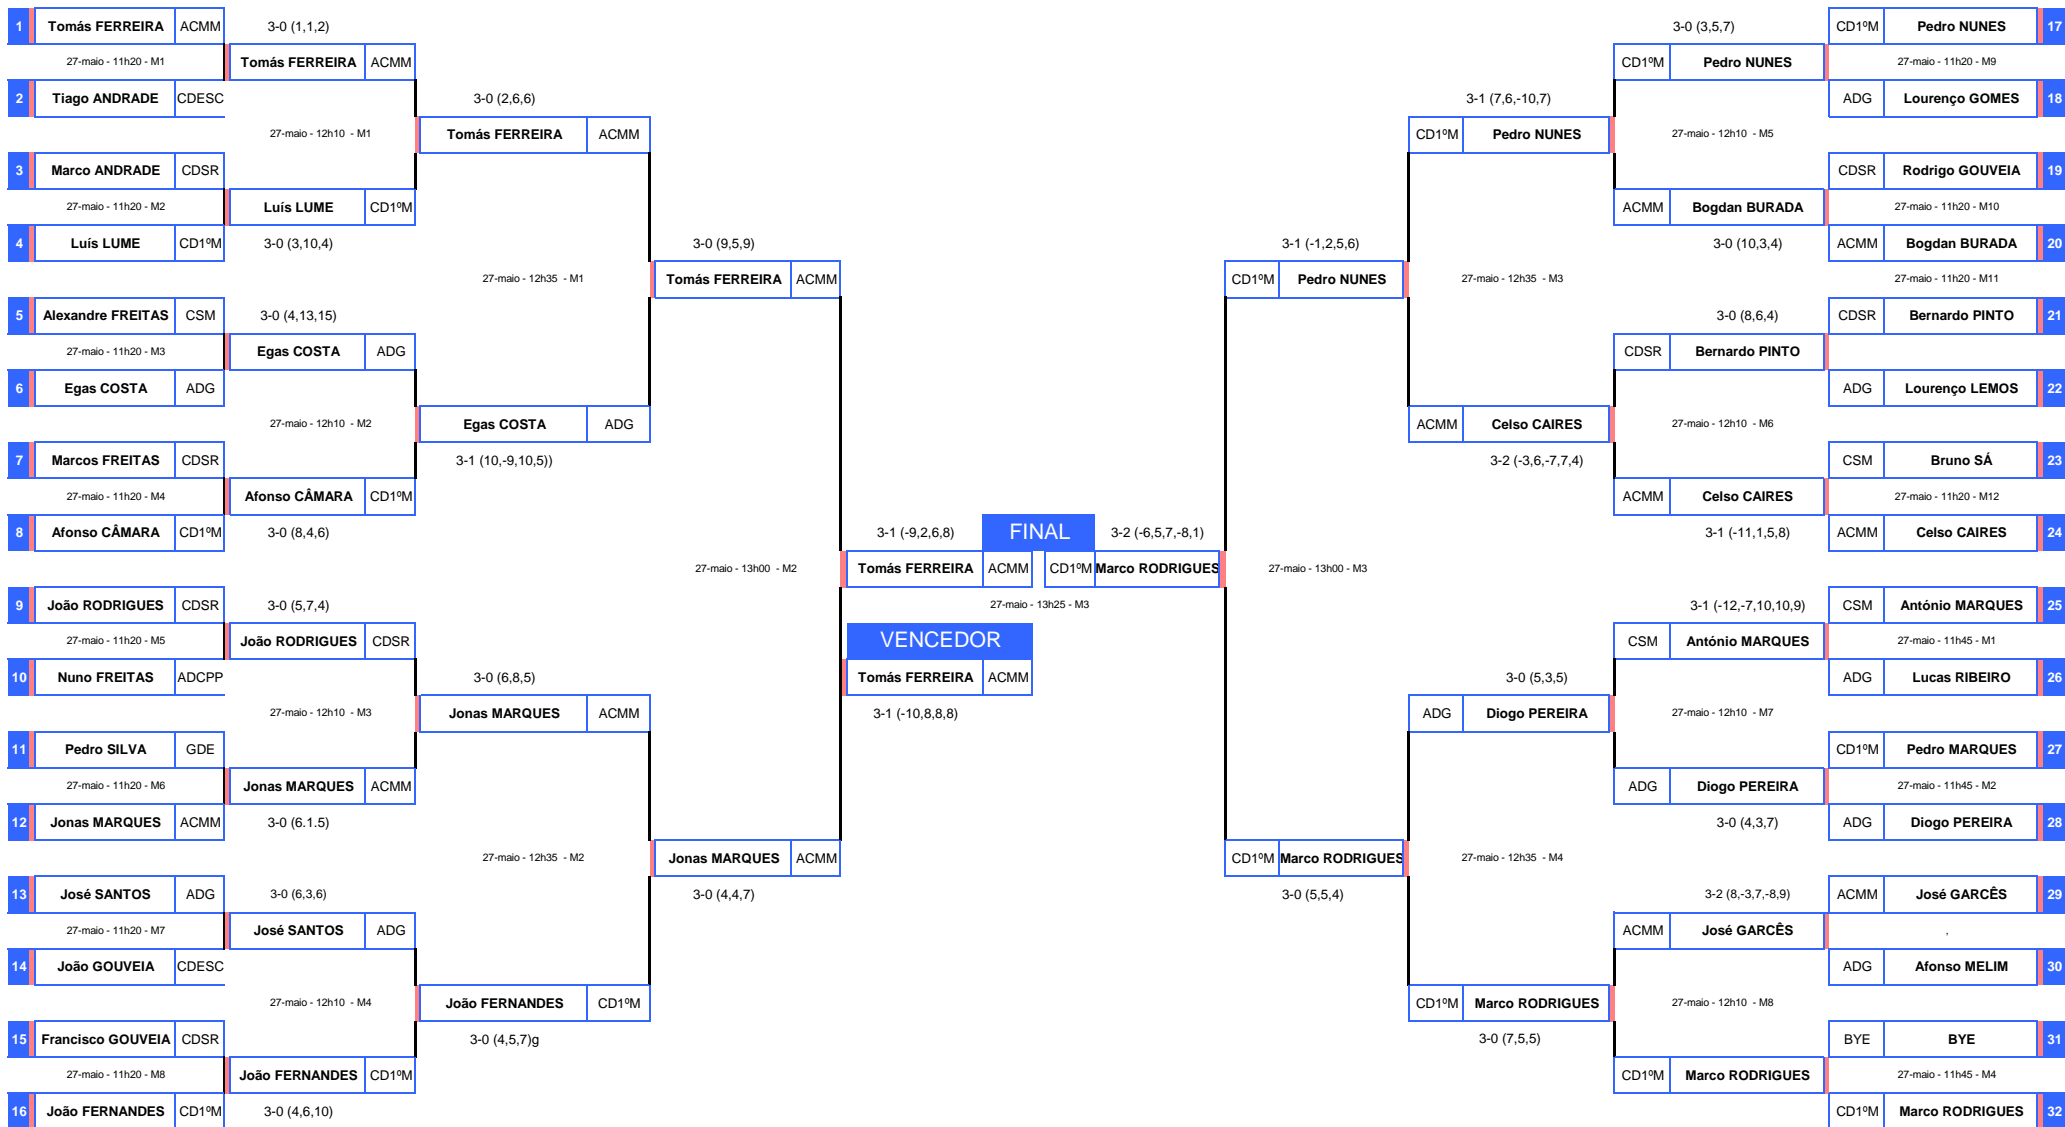 1 Tomás FERREIRA ACMM 3-0 (1,1,2) 3-0 (3,5,7) CD1ºM Pedro NUNES 17
27-maio - 11h20 - M1 Tomás FERREIRA ACMM CD1ºM Pedro NUNES 27-maio - 11h20 - M9
2 Tiago ANDRADE CDESC 3-0 (2,6,6) 3-1 (7,6,-10,7) ADG Lourenço GOMES 18
27-maio - 12h10 - M1 Tomás FERREIRA ACMM CD1ºM Pedro NUNES 27-maio - 12h10 - M5
3 Marco ANDRADE CDSR CDSR Rodrigo GOUVEIA 19
27-maio - 11h20 - M2 Luís LUME CD1ºM ACMM Bogdan BURADA 27-maio - 11h20 - M10
4 Luís LUME CD1ºM 3-0 (3,10,4) 3-0 (9,5,9) 3-1 (-1,2,5,6) 3-0 (10,3,4) ACMM Bogdan BURADA 20
27-maio - 12h35 - M1 Tomás FERREIRA ACMM CD1ºM Pedro NUNES 27-maio - 12h35 - M3 27-maio - 11h20 - M11
5 Alexandre FREITAS CSM 3-0 (4,13,15) 3-0 (8,6,4) CDSR Bernardo PINTO 21
27-maio - 11h20 - M3 Egas COSTA ADG CDSR Bernardo PINTO
6 Egas COSTA ADG ADG Lourenço LEMOS 22
27-maio - 12h10 - M2 Egas COSTA ADG ACMM Celso CAIRES 27-maio - 12h10 - M6
7 Marcos FREITAS CDSR 3-1 (10,-9,10,5)) 3-2 (-3,6,-7,7,4) CSM Bruno SÁ 23
27-maio - 11h20 - M4 Afonso CÂMARA CD1ºM ACMM Celso CAIRES 27-maio - 11h20 - M12
8 Afonso CÂMARA CD1ºM 3-0 (8,4,6) 3-1 (-9,2,6,8) FINAL 3-2 (-6,5,7,-8,1) 3-1 (-11,1,5,8) ACMM Celso CAIRES 24
27-maio - 13h00 - M2 Tomás FERREIRA ACMM CD1ºM Marco RODRIGUES 27-maio - 13h00 - M3
9 João RODRIGUES CDSR 3-0 (5,7,4) 27-maio - 13h25 - M3 3-1 (-12,-7,10,10,9) CSM António MARQUES 25
27-maio - 11h20 - M5 João RODRIGUES CDSR VENCEDOR CSM António MARQUES 27-maio - 11h45 - M1
10 Nuno FREITAS ADCPP 3-0 (6,8,5) Tomás FERREIRA ACMM 3-0 (5,3,5) ADG Lucas RIBEIRO 26
27-maio - 12h10 - M3 Jonas MARQUES ACMM 3-1 (-10,8,8,8) ADG Diogo PEREIRA 27-maio - 12h10 - M7
11 Pedro SILVA GDE CD1ºM Pedro MARQUES 27
27-maio - 11h20 - M6 Jonas MARQUES ACMM ADG Diogo PEREIRA 27-maio - 11h45 - M2
12 Jonas MARQUES ACMM 3-0 (6.1.5) 3-0 (4,3,7) ADG Diogo PEREIRA 28
27-maio - 12h35 - M2 Jonas MARQUES ACMM CD1ºM Marco RODRIGUES 27-maio - 12h35 - M4
13 José SANTOS ADG 3-0 (6,3,6) 3-0 (4,4,7) 3-0 (5,5,4) 3-2 (8,-3,7,-8,9) ACMM José GARCÊS 29
27-maio - 11h20 - M7 José SANTOS ADG ACMM José GARCÊS ,
14 João GOUVEIA CDESC ADG Afonso MELIM 30
27-maio - 12h10 - M4 João FERNANDES CD1ºM CD1ºM Marco RODRIGUES 27-maio - 12h10 - M8
15 Francisco GOUVEIA CDSR 3-0 (4,5,7)g 3-0 (7,5,5) BYE BYE 31
27-maio - 11h20 - M8 João FERNANDES CD1ºM CD1ºM Marco RODRIGUES 27-maio - 11h45 - M4
16 João FERNANDES CD1ºM 3-0 (4,6,10) CD1ºM Marco RODRIGUES 32